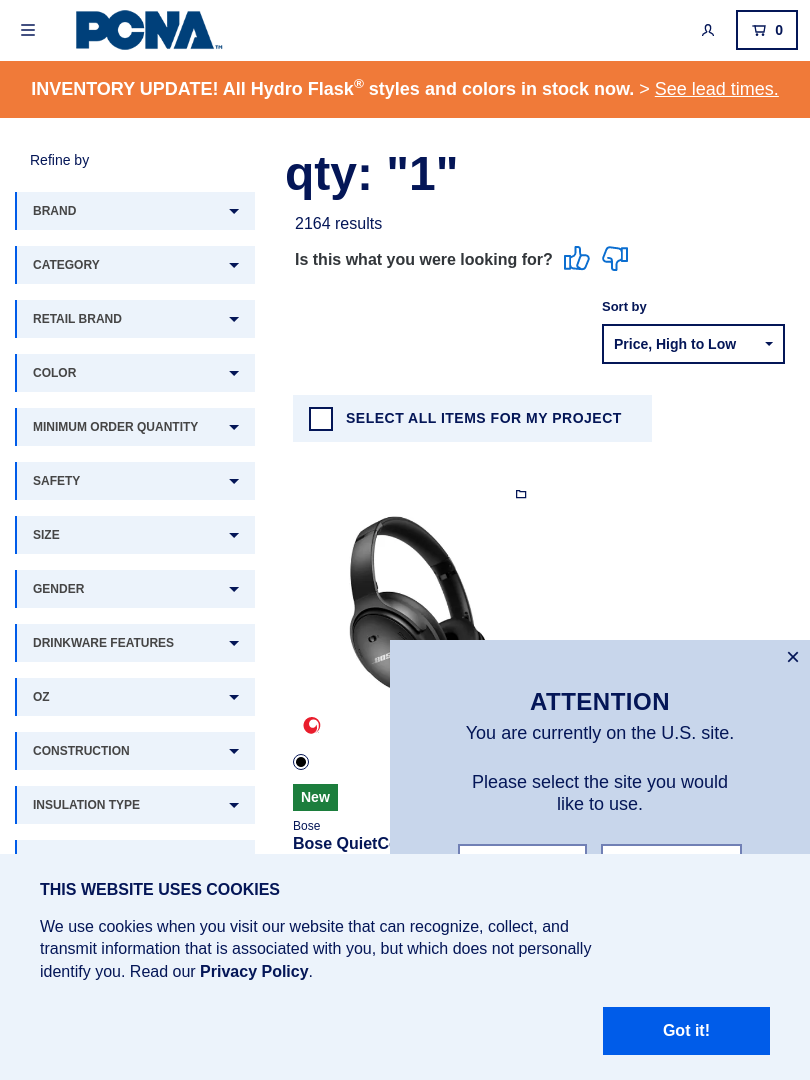 PCNA™
0
INVENTORY UPDATE! All Hydro Flask® styles and colors in stock now. > See lead times.
Refine by
BRAND
CATEGORY
RETAIL BRAND
COLOR
MINIMUM ORDER QUANTITY
SAFETY
SIZE
GENDER
DRINKWARE FEATURES
OZ
CONSTRUCTION
INSULATION TYPE
qty: "1"
2164 results
Is this what you were looking for?
Sort by
Price, High to Low
SELECT ALL ITEMS FOR MY PROJECT
New
Bose
Bose
ATTENTION
You are currently on the U.S. site.
Please select the site you would
like to use.
THIS WEBSITE USES COOKIES
We use cookies when you visit our website that can recognize, collect, and
transmit information that is associated with you, but which does not personally
identify you. Read our Privacy Policy.
Got it!